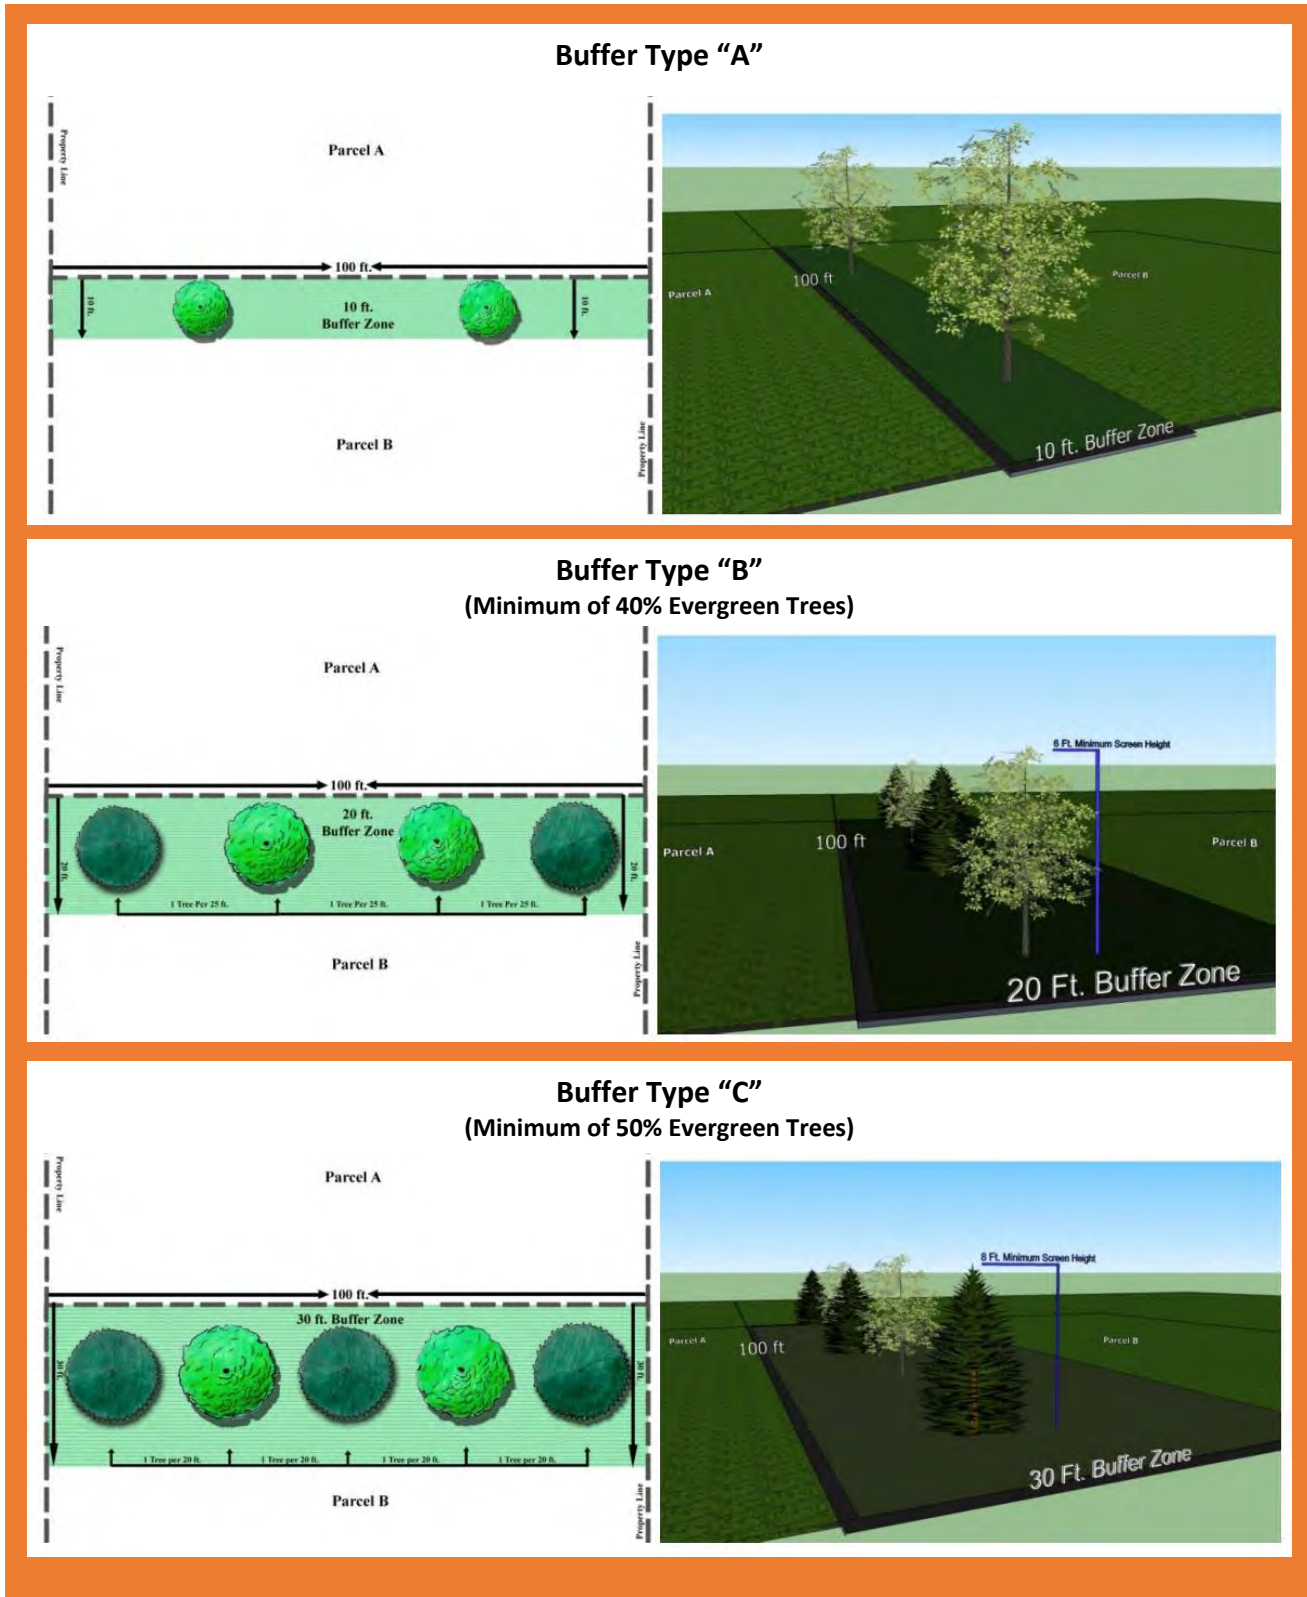 Buffer Type “A”
Property Line
Parcel A
100 ft.
10 ft.
10 ft.
Buffer Zone
10 ft.
Parcel B
Property Line
100 ft
Parcel A
Parcel B
10 ft. Buffer Zone
Buffer Type “B”
(Minimum of 40% Evergreen Trees)
Property Line
Parcel A
100 ft.
20 ft.
Buffer Zone
20 ft.
20 ft.
1 Tree Per 25 ft.
1 Tree Per 25 ft.
1 Tree Per 25 ft.
Parcel B
Property Line
6 Ft. Minimum Screen Height
100 ft
Parcel A
Parcel B
20 Ft. Buffer Zone
Buffer Type “C”
(Minimum of 50% Evergreen Trees)
Property Line
Parcel A
100 ft.
30 ft. Buffer Zone
30 ft.
30 ft.
1 Tree per 20 ft.
1 Tree per 20 ft.
1 Tree per 20 ft.
1 Tree per 20 ft.
Parcel B
Property Line
8 Ft. Minimum Screen Height
Parcel A
100 ft
Parcel B
30 Ft. Buffer Zone